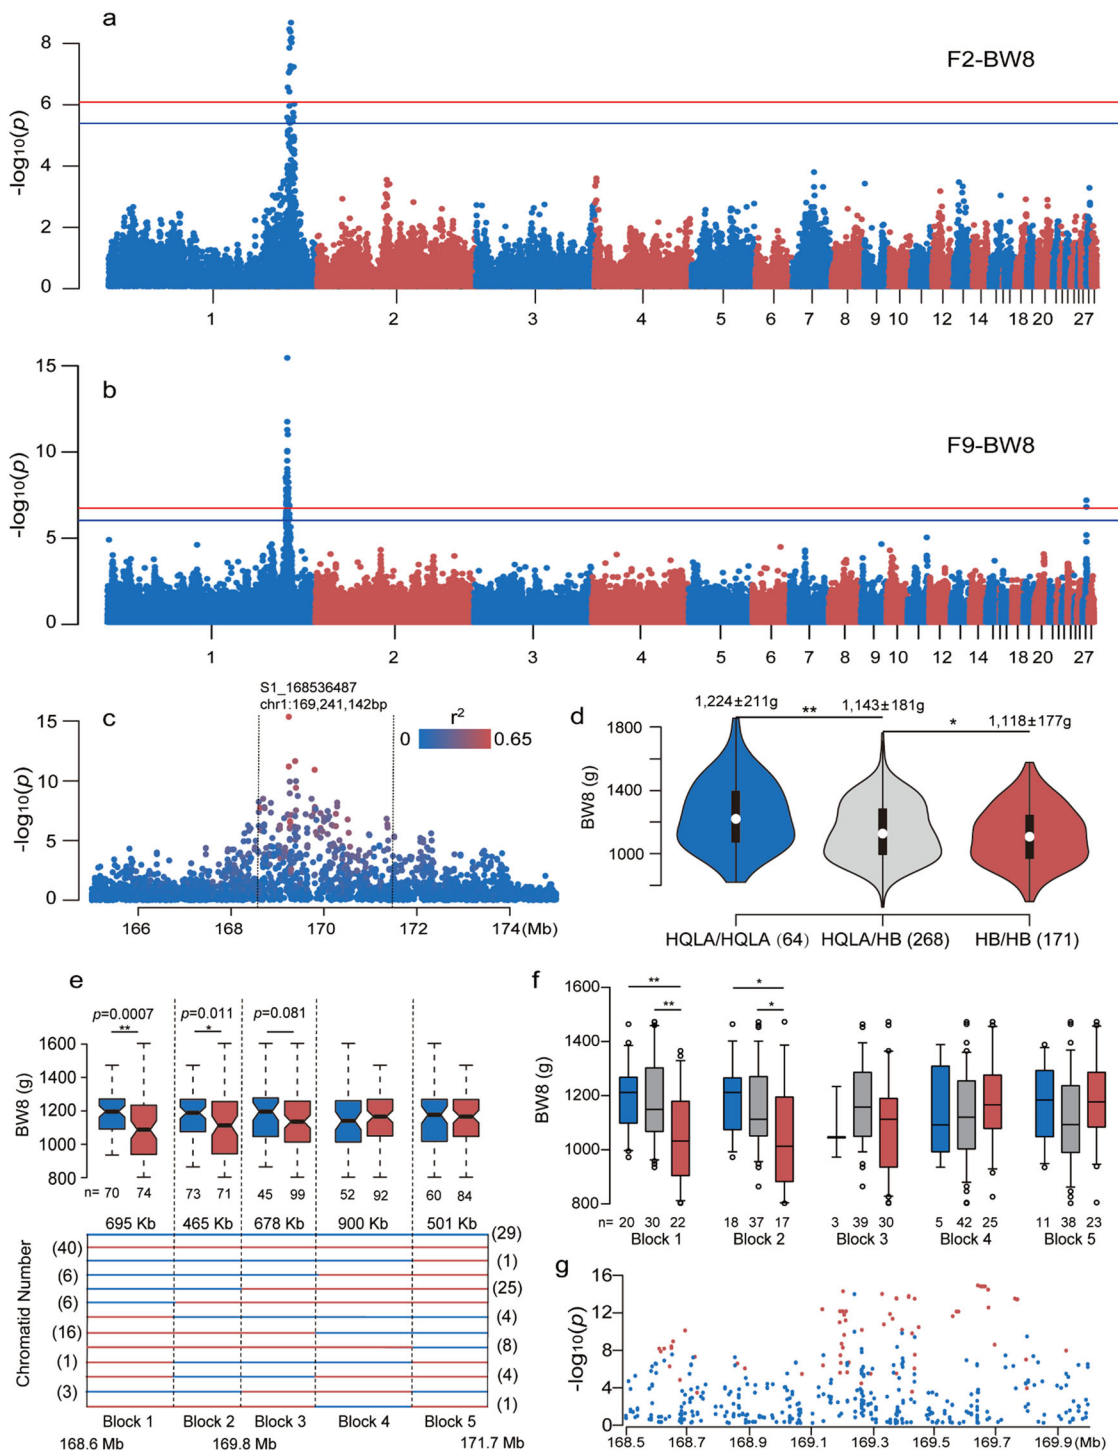 a
F2-BW8
-log10(p)
8
6
4
2
0
1 2 3 4 5 6 7 8 9 10 12 14 18 20 27
b
F9-BW8
-log10(p)
15
10
5
0
1 2 3 4 5 6 7 8 9 10 12 14 18 20 27
c
S1_168536487
chr1:169,241,142bp
r2
0 0.65
-log10(p)
15
10
5
0
166 168 170 172 174(Mb)
d
1,224±211g 1,143±181g 1,118±177g
** *
BW8 (g)
1800
1400
1000
HQLA/HQLA (64) HQLA/HB (268) HB/HB (171)
e
p=0.0007 p=0.011 p=0.081
** *
BW8 (g)
1600
1400
1200
1000
800
n= 70 74 73 71 45 99 52 92 60 84
695 Kb 465 Kb 678 Kb 900 Kb 501 Kb
Chromatid Number
(29)
(40)
(1)
(6)
(25)
(6)
(4)
(16)
(8)
(1)
(4)
(3)
(1)
Block 1 Block 2 Block 3 Block 4 Block 5
168.6 Mb 169.8 Mb 171.7 Mb
f
BW8 (g)
1600
1400
1200
1000
800
** *
** *
n= 20 30 22 18 37 17 3 39 30 5 42 25 11 38 23
Block 1 Block 2 Block 3 Block 4 Block 5
g
-log10(p)
16
12
8
4
0
168.5 168.7 168.9 169.1 169.3 169.5 169.7 169.9(Mb)